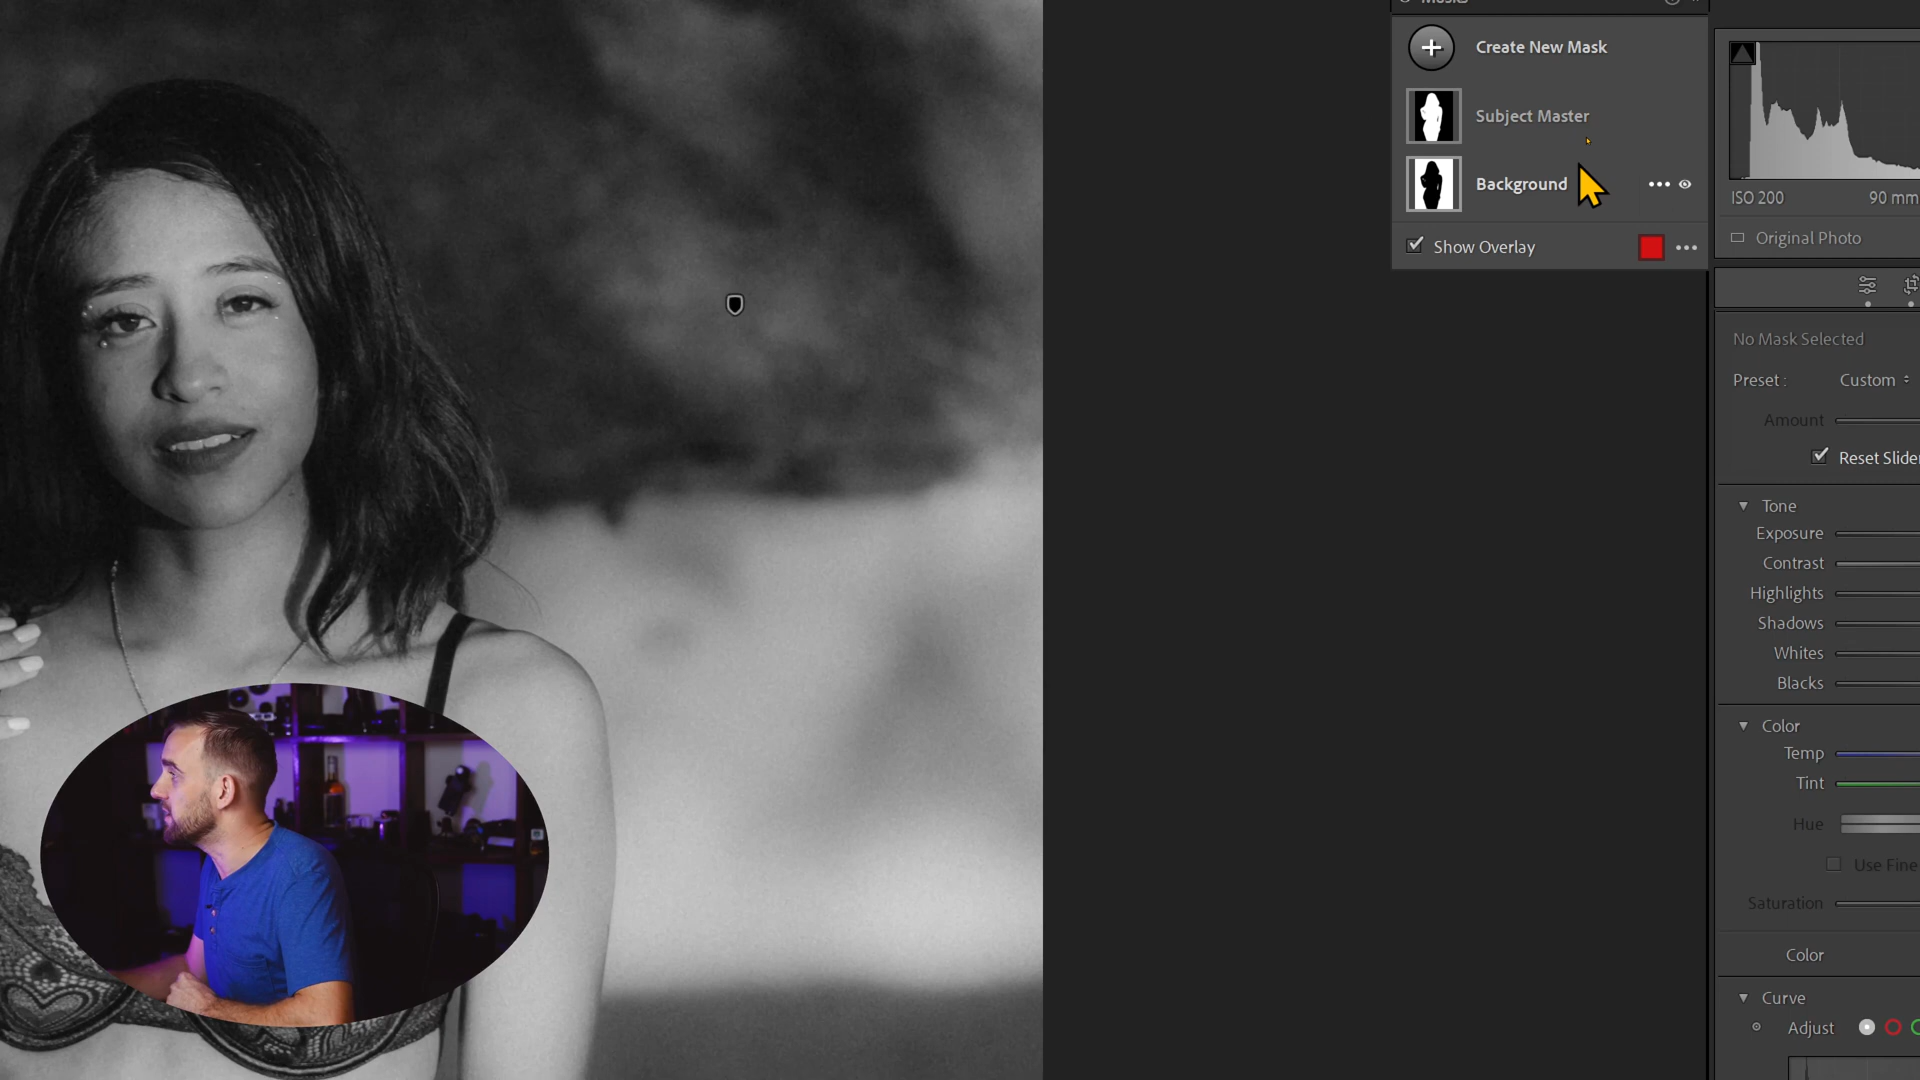 Masks
Create New Mask
Subject Master
Background
Show Overlay
ISO 200 90 mm
Original Photo
No Mask Selected
Preset : Custom
Amount
Reset Slider
Tone
Exposure
Contrast
Highlights
Shadows
Whites
Blacks
Color
Temp
Tint
Hue
Use Fine
Saturation
Color
Curve
Adjust